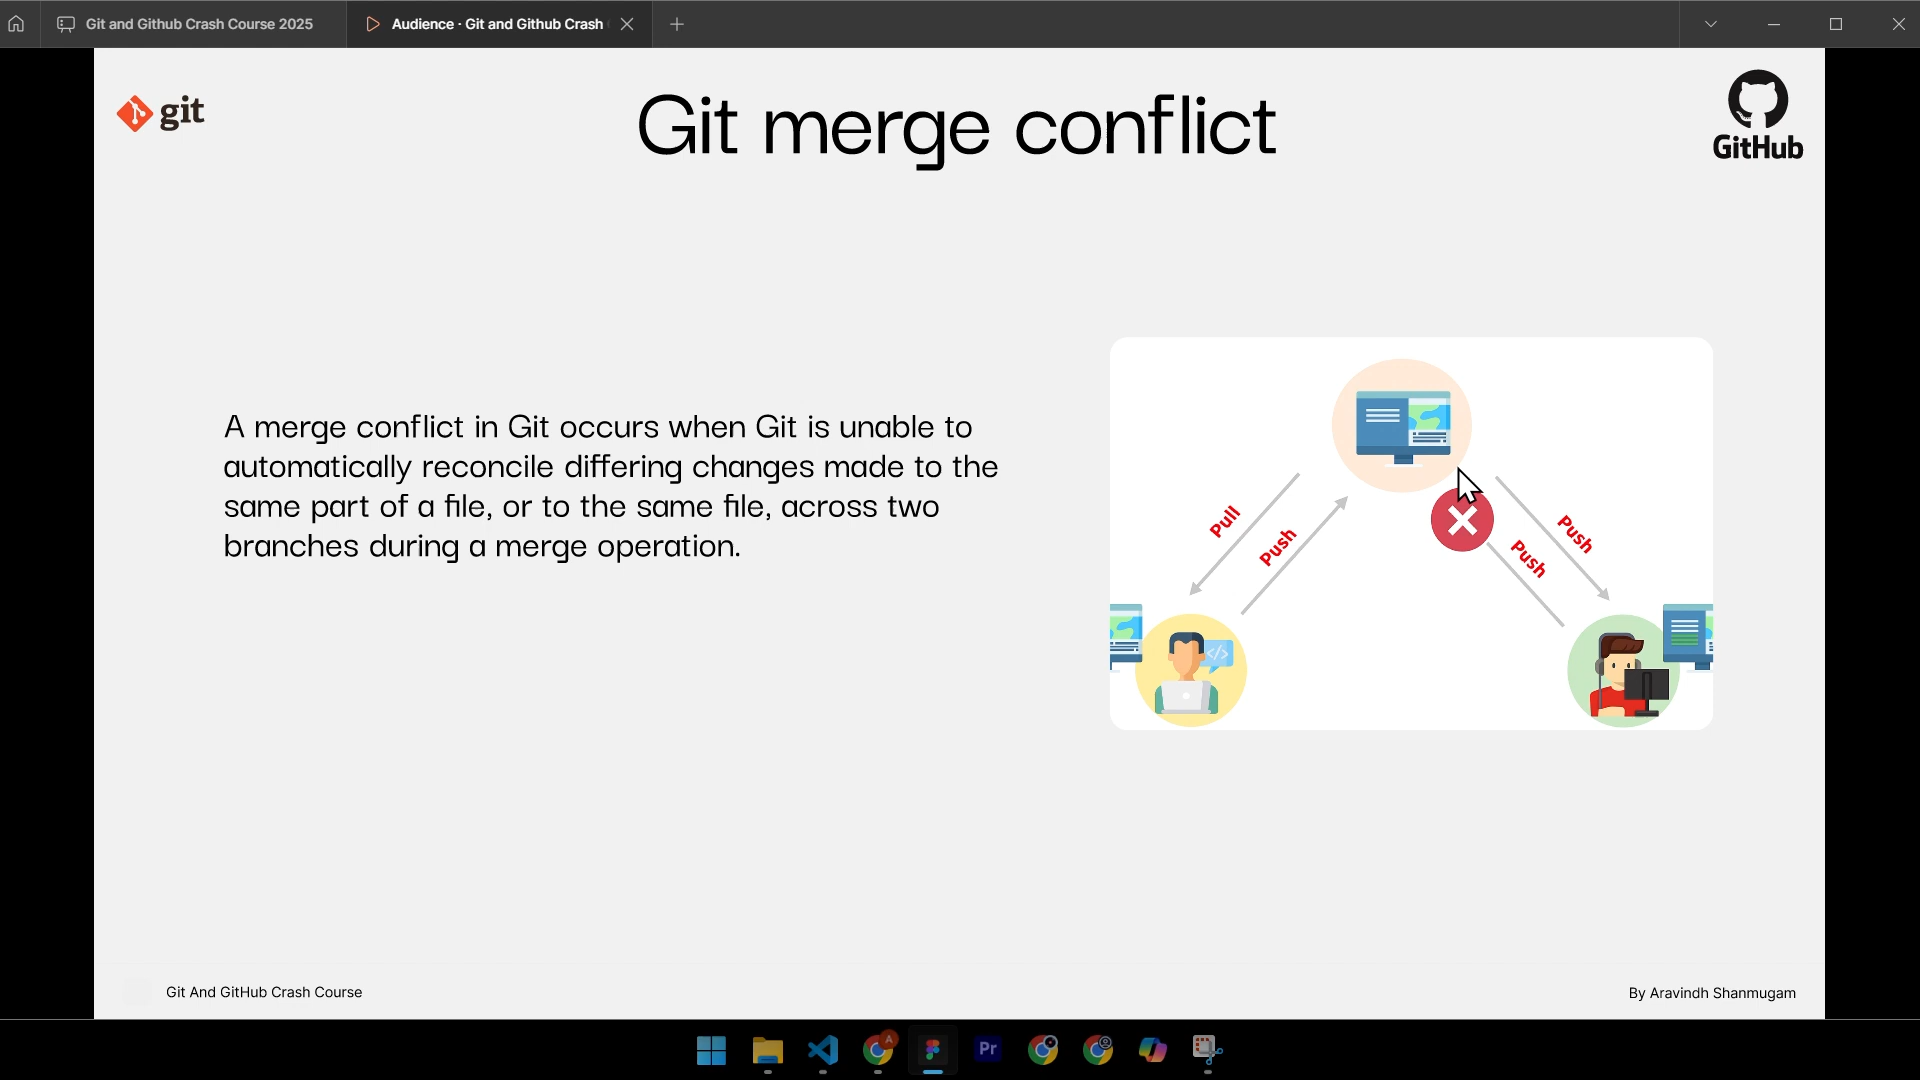 Git and Github Crash Course 2025
Audience · Git and Github Crash
git
Git merge conflict
GitHub
A merge conflict in Git occurs when Git is unable to
automatically reconcile differing changes made to the
same part of a file, or to the same file, across two
branches during a merge operation.
Pull
Push
Push
Push
</>
Git And GitHub Crash Course
By Aravindh Shanmugam
A
Pr